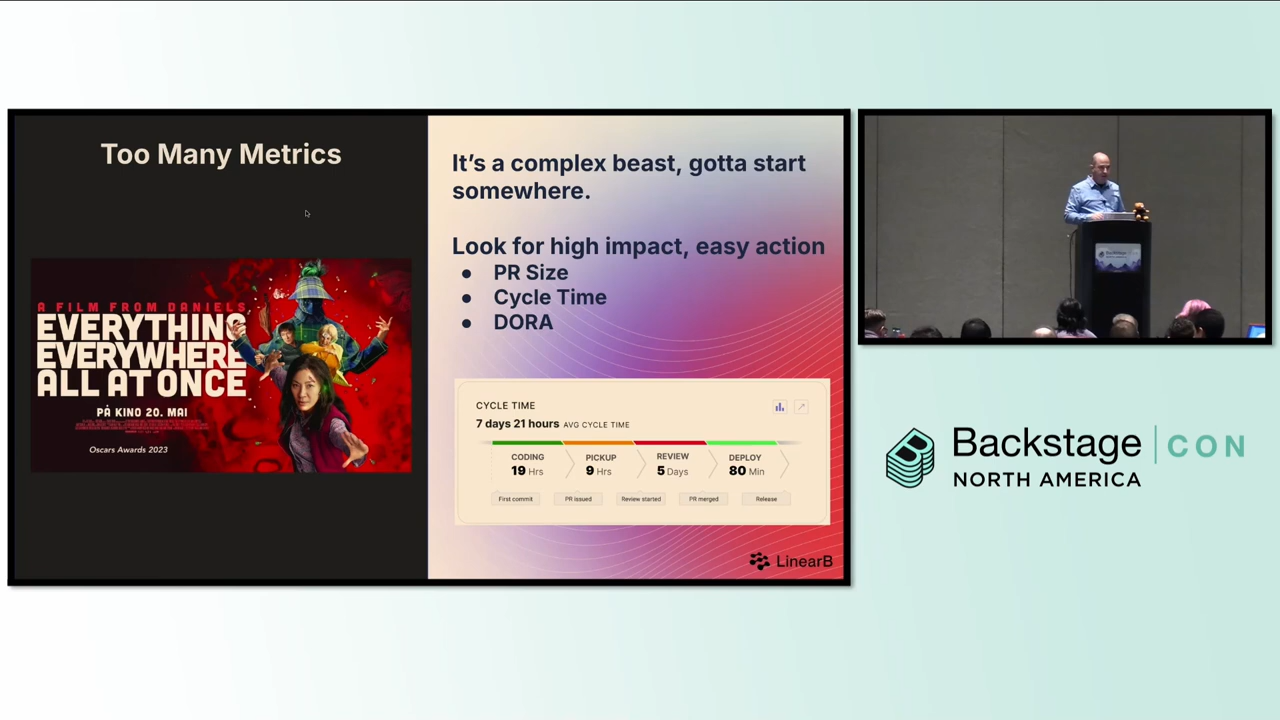 Too Many Metrics
A FILM FROM DANIELS
EVERYTHING
EVERYWHERE
ALL AT ONCE
PÅ KINO 20. MAI
Oscars Awards 2023
It’s a complex beast, gotta start
somewhere.
Look for high impact, easy action
● PR Size
● Cycle Time
● DORA
CYCLE TIME
7 days 21 hours AVG CYCLE TIME
CODING
19 Hrs
PICKUP
9 Hrs
REVIEW
5 Days
DEPLOY
80 Min
First commit
PR issued
Review started
PR merged
Release
LinearB
Backstage CON
NORTH AMERICA